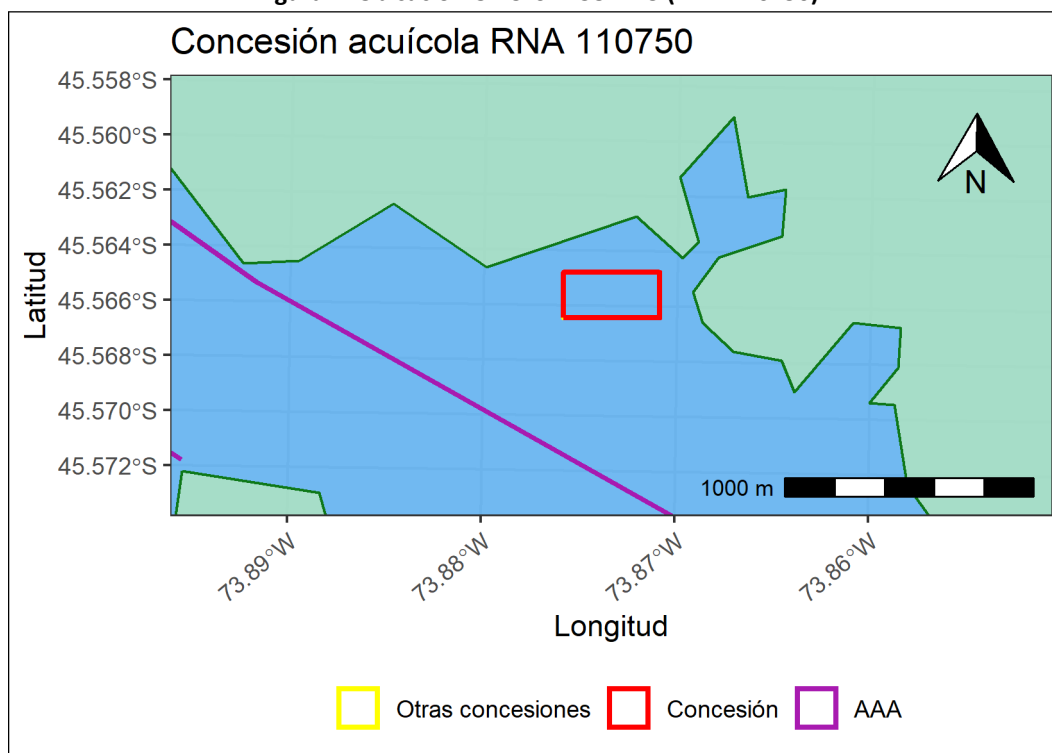 Concesión acuícola RNA 110750
45.558°S
45.560°S
45.562°S
45.564°S
45.566°S
45.568°S
45.570°S
45.572°S
Latitud
N
1000 m
73.89°W
73.88°W
73.87°W
73.86°W
Longitud
Otras concesiones
Concesión
AAA